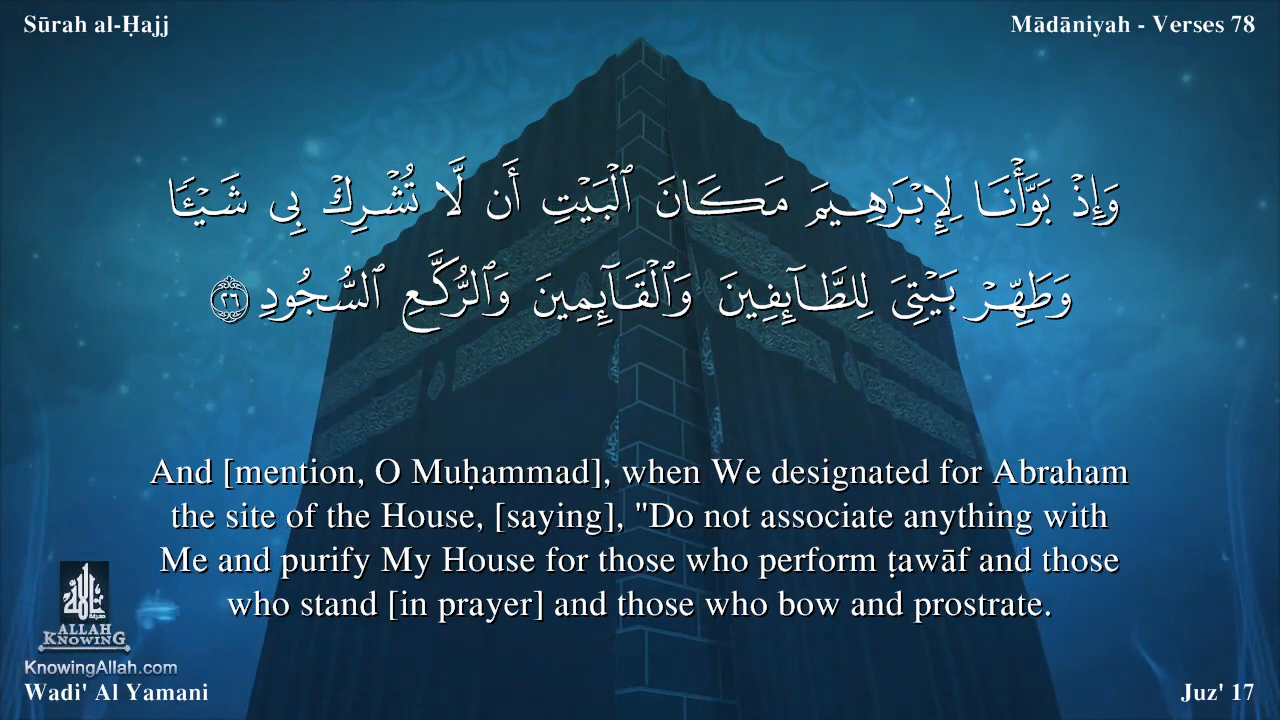 Sūrah al-Ḥajj
Mādāniyah - Verses 78
وَإِذْ بَوَّأْنَا لِإِبْرَٰهِيمَ مَكَانَ ٱلْبَيْتِ أَن لَّا تُشْرِكْ بِى شَيْـًٔا
وَطَهِّرْ بَيْتِىَ لِلطَّآئِفِينَ وَٱلْقَآئِمِينَ وَٱلرُّكَّعِ ٱلسُّجُودِ ٢٦
And [mention, O Muḥammad], when We designated for Abraham
the site of the House, [saying], "Do not associate anything with
Me and purify My House for those who perform ṭawāf and those
who stand [in prayer] and those who bow and prostrate.
ALLAH
KNOWING
KnowingAllah.com
Wadi' Al Yamani
Juz' 17